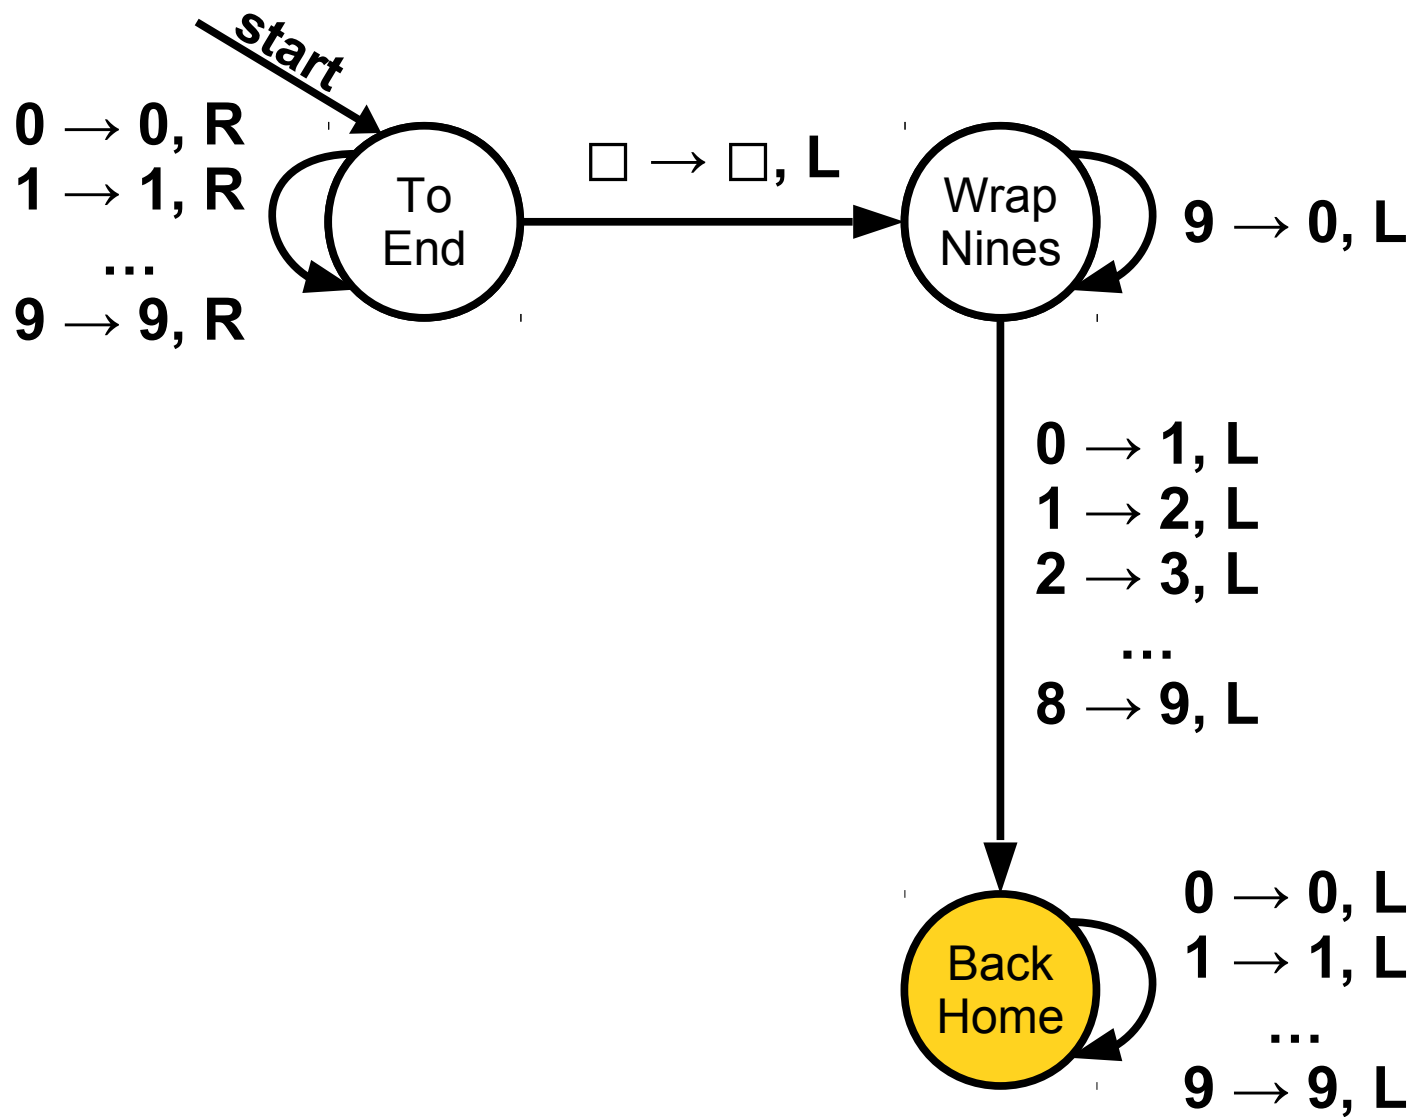 start
0 → 0, R
1 → 1, R
...
9 → 9, R
To
End
□ → □, L
Wrap
Nines
9 → 0, L
0 → 1, L
1 → 2, L
2 → 3, L
...
8 → 9, L
Back
Home
0 → 0, L
1 → 1, L
...
9 → 9, L